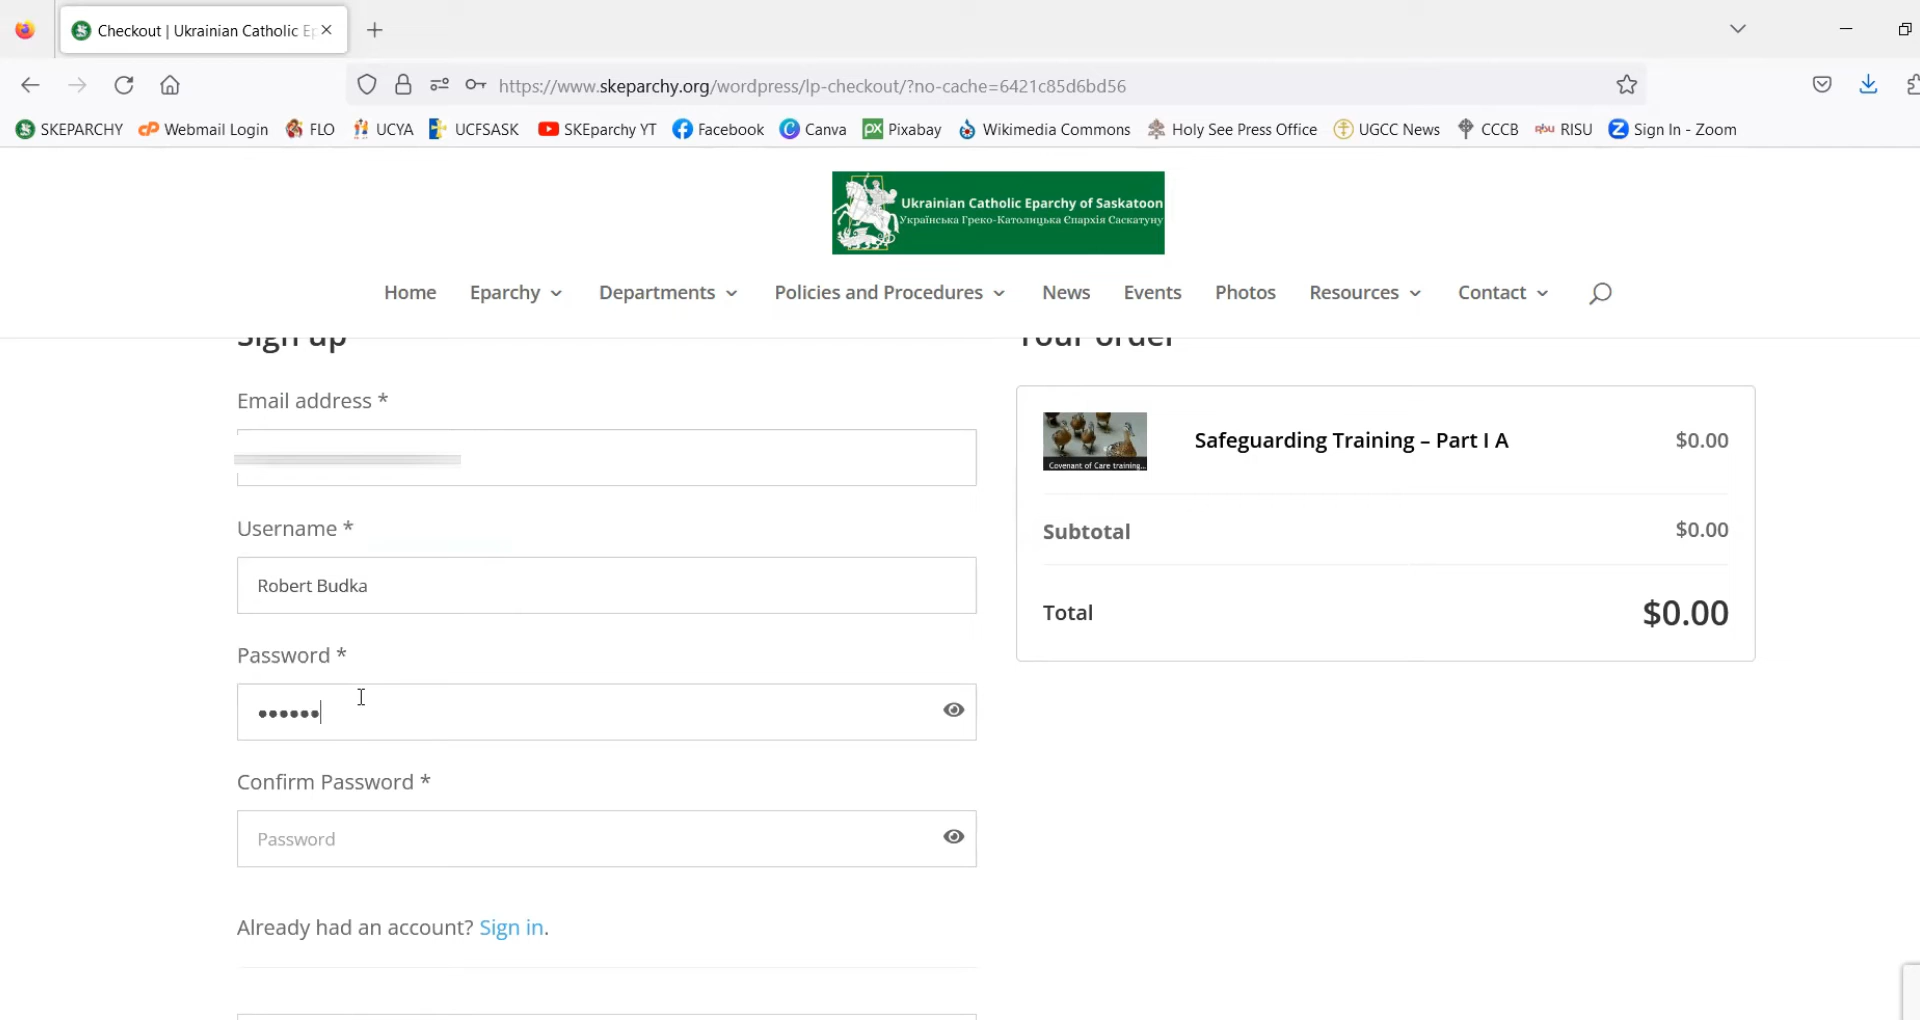 Checkout | Ukrainian Catholic Ep
https://www.skeparchy.org/wordpress/lp-checkout/?no-cache=6421c85d6bd56
SKEPARCHY Webmail Login FLO UCYA UCFSASK SKEparchy YT Facebook Canva Pixabay Wikimedia Commons Holy See Press Office UGCC News CCCB RISU Sign In - Zoom
Ukrainian Catholic Eparchy of Saskatoon
Українська Греко-Католицька Єпархія Саскатуну
Home Eparchy Departments Policies and Procedures News Events Photos Resources Contact
Sign up
Your order
Email address *
Safeguarding Training – Part I A $0.00
Covenant of Care training...
Username *
Subtotal $0.00
Robert Budka
Total $0.00
Password *
••••••
Confirm Password *
Password
Already had an account? Sign in.